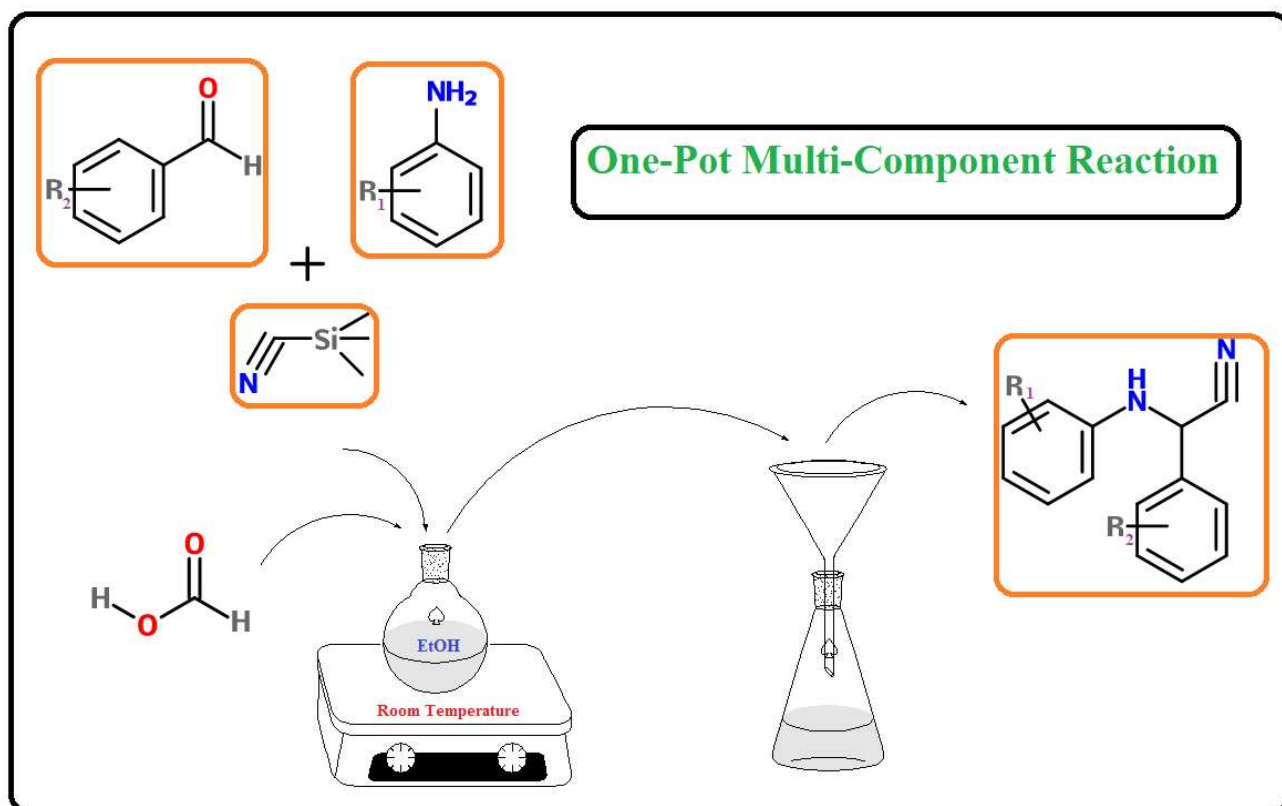 O
H
R2
NH2
R1
One-Pot Multi-Component Reaction
+
Si
N
N
H
N
R1
R2
O
H
O
H
EtOH
Room Temperature